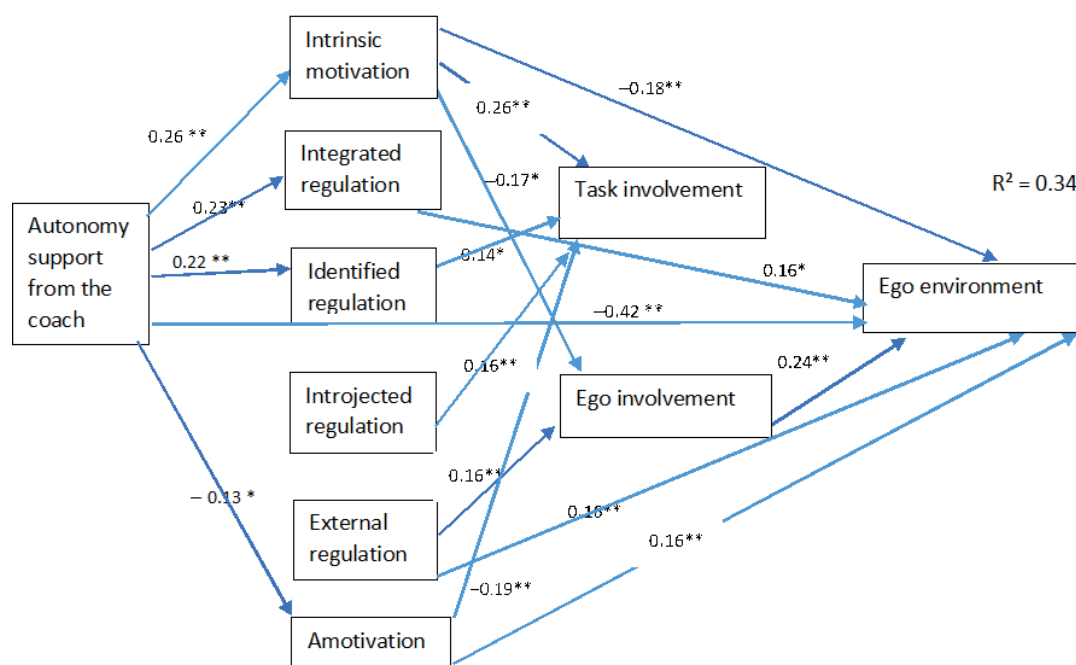 Intrinsic
motivation
−0.18**
0.26**
0.26 **
Integrated
regulation
−0.17*
Task involvement
R² = 0.34
0.23**
Autonomy
support
from the
coach
0.22 **
Identified
regulation
0.14*
0.16*
Ego environment
−0.42 **
0.16**
0.24**
Introjected
regulation
Ego involvement
− 0.13 *
0.16**
External
regulation
0.18**
0.16**
−0.19**
Amotivation